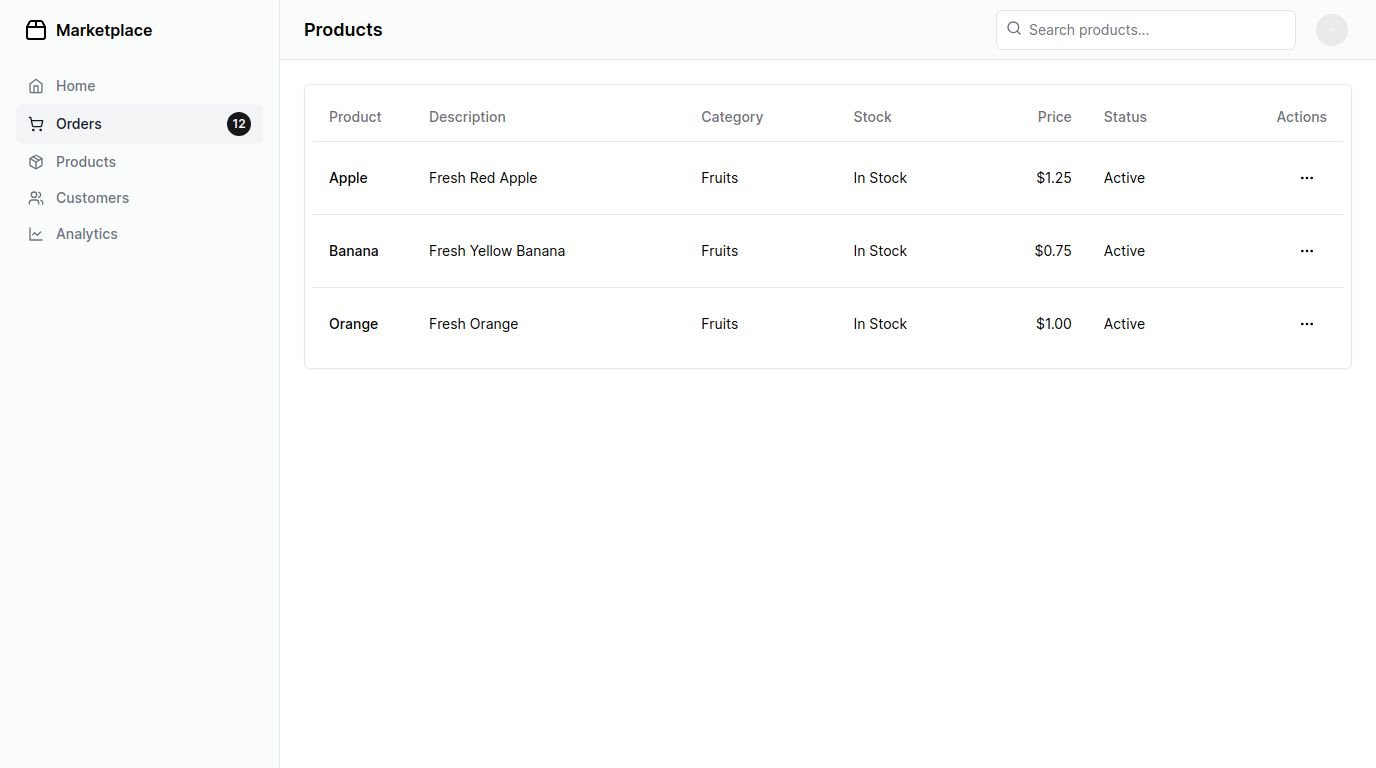 Marketplace
Home
Orders 12
Products
Customers
Analytics
Products
Search products...
Product Description Category Stock Price Status Actions
Apple Fresh Red Apple Fruits In Stock $1.25 Active ...
Banana Fresh Yellow Banana Fruits In Stock $0.75 Active ...
Orange Fresh Orange Fruits In Stock $1.00 Active ...